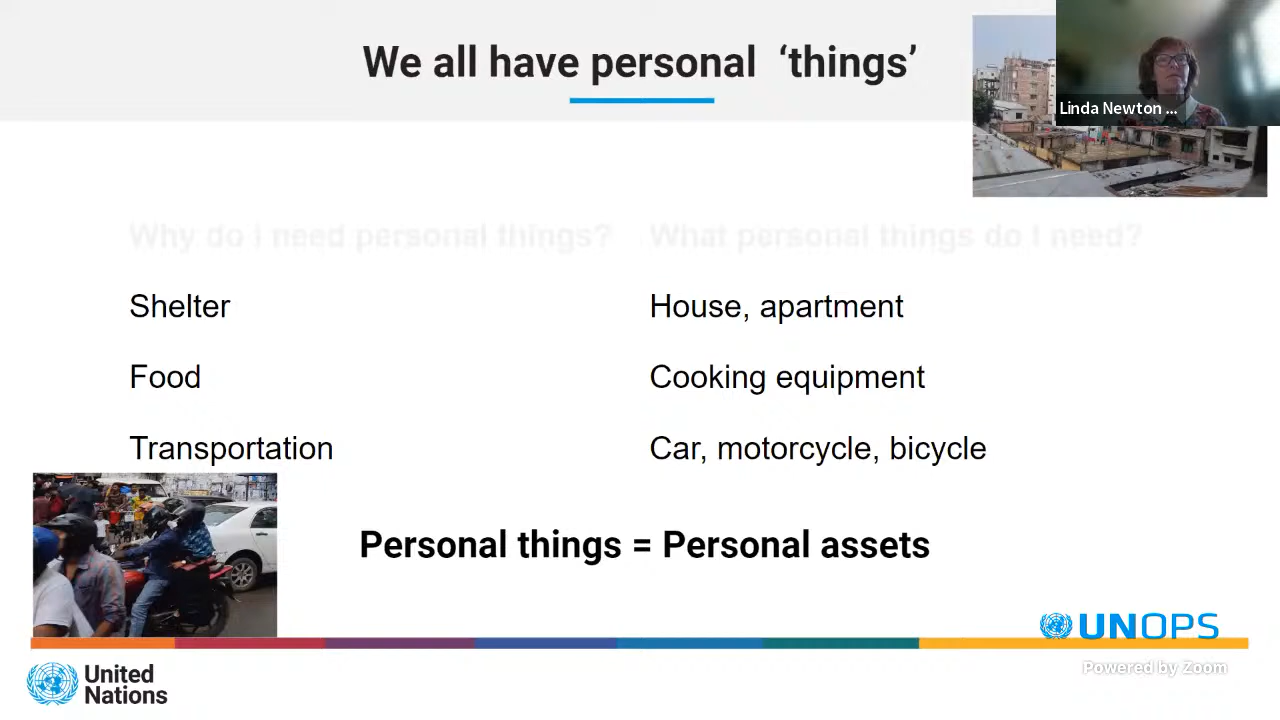 We all have personal ‘things’
Linda Newton ...
Why do I need personal things? What personal things do I need?
Shelter House, apartment
Food Cooking equipment
Transportation Car, motorcycle, bicycle
Personal things = Personal assets
UNOPS
Powered by Zoom
United
Nations